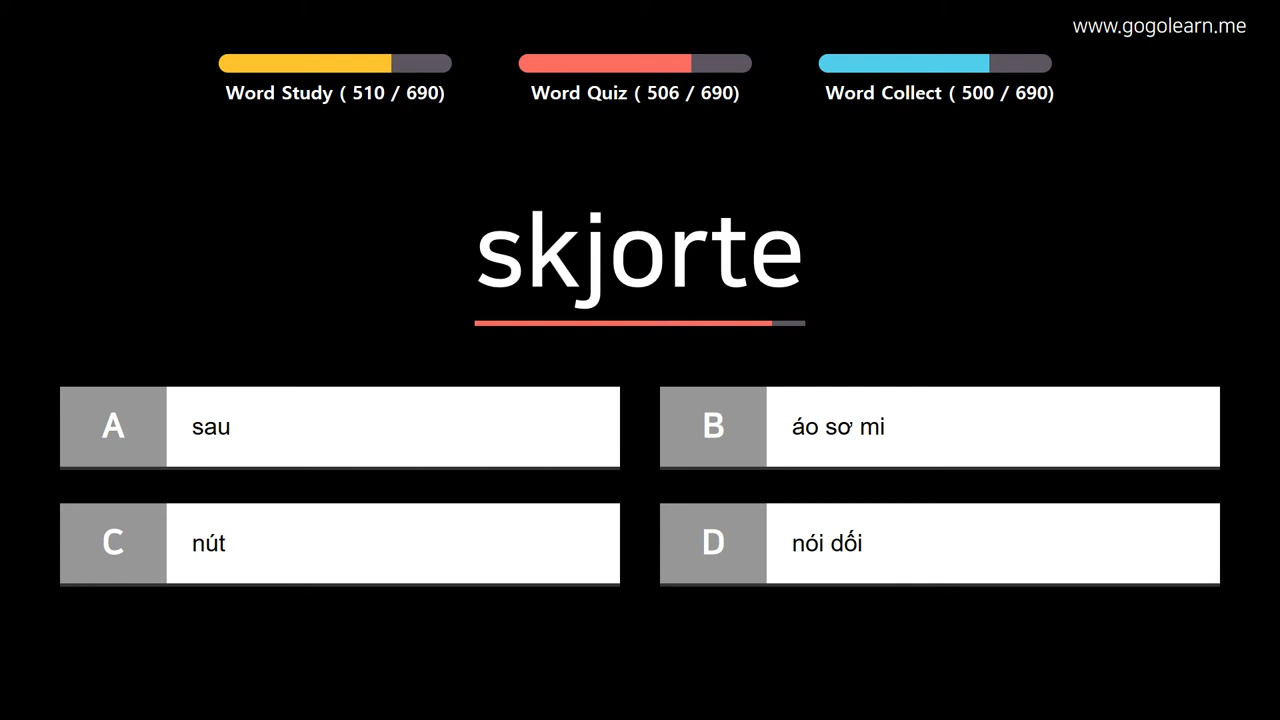 www.gogolearn.me
Word Study ( 510 / 690)
Word Quiz ( 506 / 690)
Word Collect ( 500 / 690)
skjorte
A
sau
B
áo sơ mi
C
nút
D
nói dối